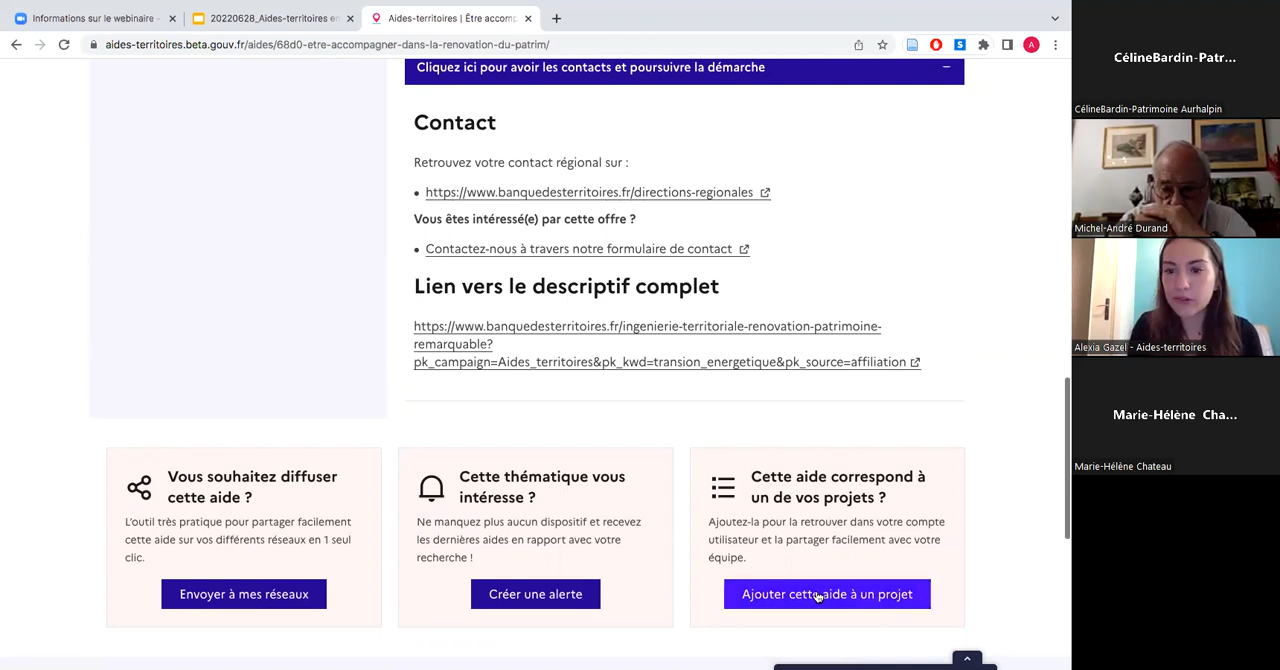 Informations sur le webinaire -
20220628_Aides-territoires en
Aides-territoires | Être accomp
aides-territoires.beta.gouv.fr/aides/68d0-etre-accompagner-dans-la-renovation-du-patrim/
A
Cliquez ici pour avoir les contacts et poursuivre la démarche
Contact
Retrouvez votre contact régional sur :
• https://www.banquedesterritoires.fr/directions-regionales
Vous êtes intéressé(e) par cette offre ?
• Contactez-nous à travers notre formulaire de contact
Lien vers le descriptif complet
https://www.banquedesterritoires.fr/ingenierie-territoriale-renovation-patrimoine-
remarquable?
pk_campaign=Aides_territoires&pk_kwd=transion_energetique&pk_source=affiliation
Vous souhaitez diffuser
cette aide ?
L'outil très pratique pour partager facilement
cette aide sur vos différents réseaux en 1 seul
clic.
Envoyer à mes réseaux
Cette thématique vous
intéresse ?
Ne manquez plus aucun dispositif et recevez
les dernières aides en rapport avec votre
recherche !
Créer une alerte
Cette aide correspond à
un de vos projets ?
Ajoutez-la pour la retrouver dans votre compte
utilisateur et la partager facilement avec votre
équipe.
Ajouter cette aide à un projet
CélineBardin-Patr...
CélineBardin-Patrimoine Aurhalpin
Michel-André Durand
Alexia Gazel - Aides-territoires
Marie-Hélène Cha...
Marie-Hélène Chateau